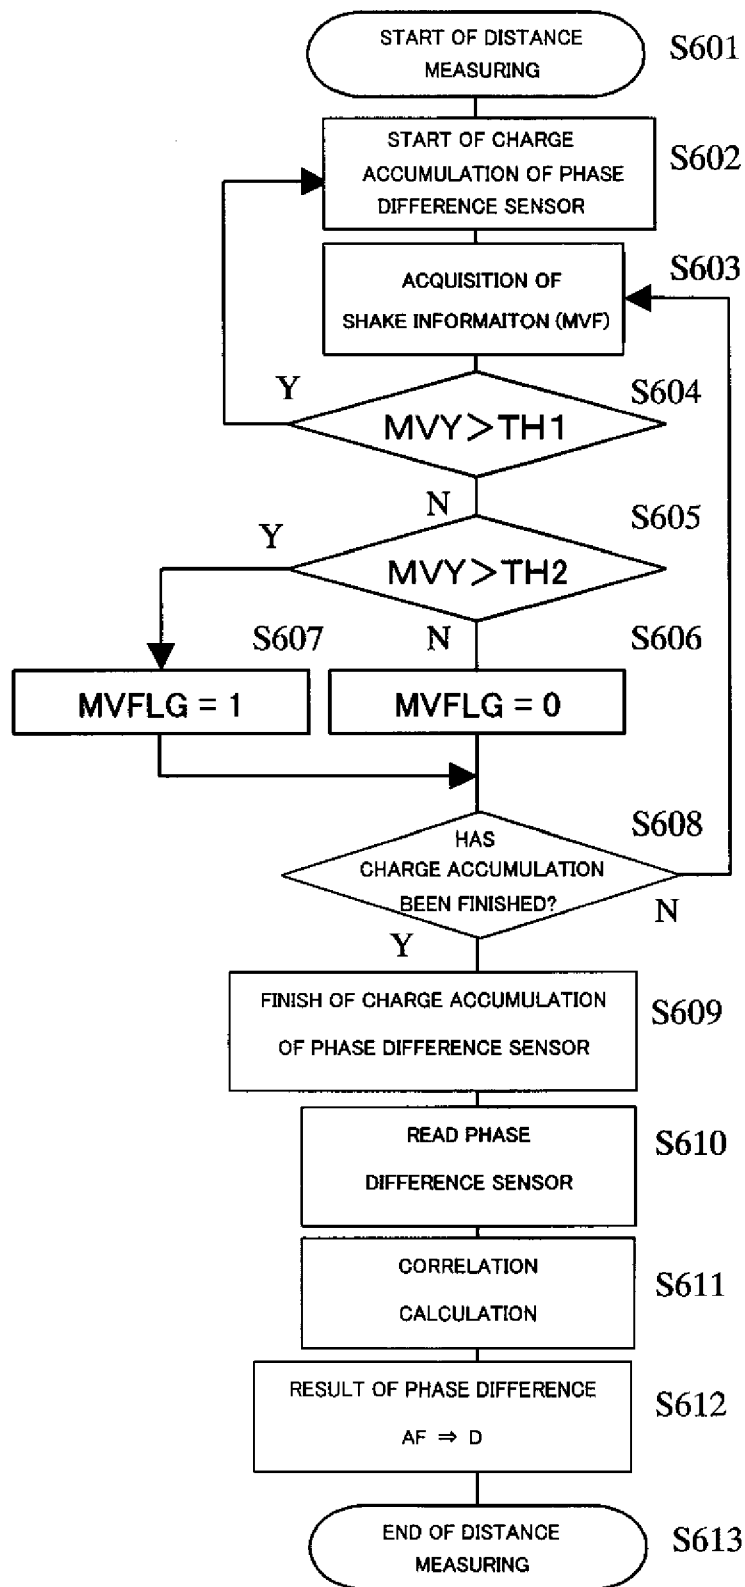 START OF DISTANCE
MEASURING
S601
START OF CHARGE
ACCUMULATION OF PHASE
DIFFERENCE SENSOR
S602
ACQUISITION OF
SHAKE INFORMAITON (MVF)
S603
Y
MVY>TH1
S604
N
Y
MVY>TH2
S605
N
S607
MVFLG = 1
S606
MVFLG = 0
HAS
CHARGE ACCUMULATION
BEEN FINISHED?
S608
N
Y
FINISH OF CHARGE ACCUMULATION
OF PHASE DIFFERENCE SENSOR
S609
READ PHASE
DIFFERENCE SENSOR
S610
CORRELATION
CALCULATION
S611
RESULT OF PHASE DIFFERENCE
AF ⇒ D
S612
END OF DISTANCE
MEASURING
S613